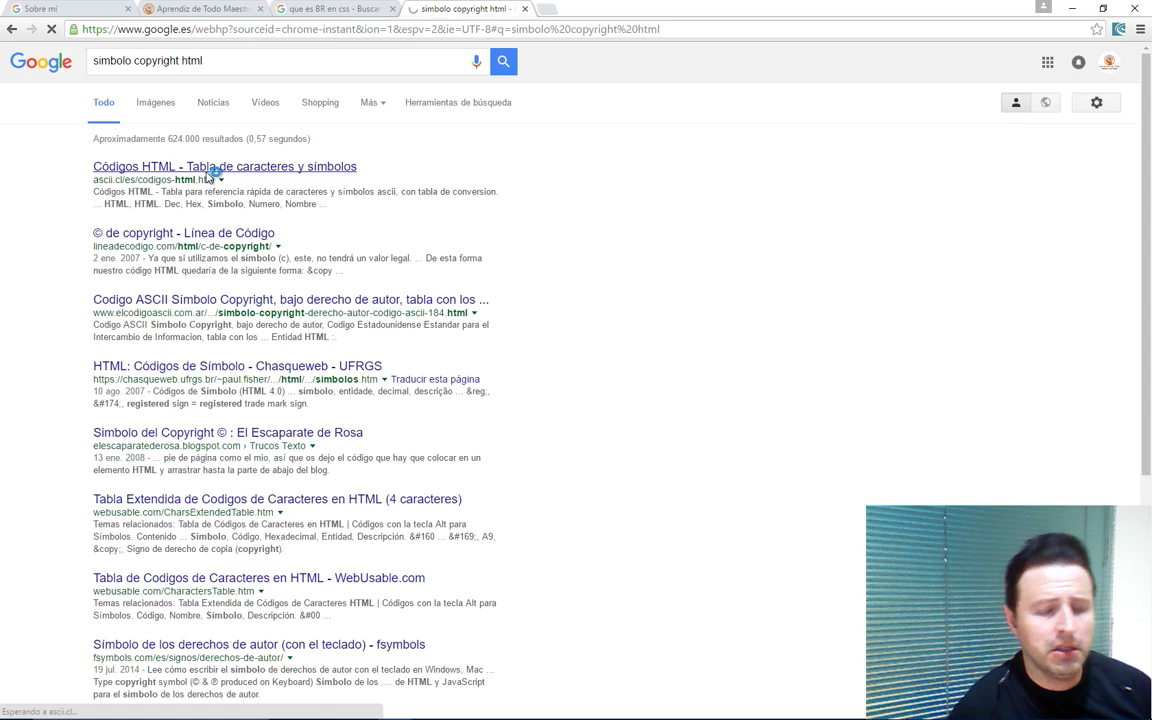 Sobre mí
Aprendiz de Todo Maestr
que es BR en css - Buscar
simbolo copyright html -
https://www.google.es/webhp?sourceid=chrome-instant&ion=1&espv=2&ie=UTF-8#q=simbolo%20copyright%20html
Google
simbolo copyright html
Todo
Imágenes
Noticias
Vídeos
Shopping
Más
Herramientas de búsqueda
Aproximadamente 624.000 resultados (0,57 segundos)
Códigos HTML - Tabla de caracteres y símbolos
ascii.cl/es/codigos-html.h
Códigos HTML - Tabla para referencia rápida de caracteres y símbolos ascii, con tabla de conversion.
... HTML, HTML. Dec, Hex, Símbolo, Numero, Nombre ...
© de copyright - Línea de Código
lineadecodigo.com/html/c-de-copyright/
2 ene. 2007 - Ya que si utilizamos el símbolo (c), este, no tendrá un valor legal. ... De esta forma
nuestro código HTML quedaría de la siguiente forma: &copy ...
Codigo ASCII Símbolo Copyright, bajo derecho de autor, tabla con los ...
www.elcodigoascii.com.ar/.../simbolo-copyright-derecho-autor-codigo-ascii-184.html
Codigo ASCII Simbolo Copyright, bajo derecho de autor, Codigo Estadounidense Estandar para el
Intercambio de Informacion, tabla con los ... Entidad HTML :.
HTML: Códigos de Símbolo - Chasqueweb - UFRGS
https://chasqueweb.ufrgs.br/~paul.fisher/.../html/.../simbolos.htm Traducir esta página
10 ago. 2007 - Códigos de Símbolo (HTML 4.0) ... símbolo, entidade, decimal, descrição ... &reg;,
&#174;, registered sign = registered trade mark sign.
Simbolo del Copyright © : El Escaparate de Rosa
elescaparatederosa.blogspot.com › Trucos Texto
13 ene. 2008 - ... pie de página como el mio, así que os dejo el código que hay que colocar en un
elemento HTML y arrastrar hasta la parte de abajo del blog.
Tabla Extendida de Codigos de Caracteres en HTML (4 caracteres)
webusable.com/CharsExtendedTable.htm
Temas relacionados: Tabla de Códigos de Caracteres en HTML | Códigos con la tecla Alt para
Símbolos. Contenido ... Símbolo, Código, Hexadecimal, Entidad, Descripción. &#160 ... &#169;, A9,
&copy;, Signo de derecho de copia (copyright).
Tabla de Codigos de Caracteres en HTML - WebUsable.com
webusable.com/CharactersTable.htm
Temas relacionados: Tabla Extendida de Códigos de Caracteres HTML | Códigos con la tecla Alt para
Símbolos. Código, Nombre, Símbolo, Descripción. &#00 ...
Símbolo de los derechos de autor (con el teclado) - fsymbols
fsymbols.com/es/signos/derechos-de-autor/
19 jul. 2014 - Lee cómo escribir el símbolo de derechos de autor con el teclado en Windows, Mac ...
Type copyright symbol (© & ® produced on Keyboard) Símbolo de los .... de HTML y JavaScript
para el símbolo de los derechos de autor.
Esperando a ascii.cl...